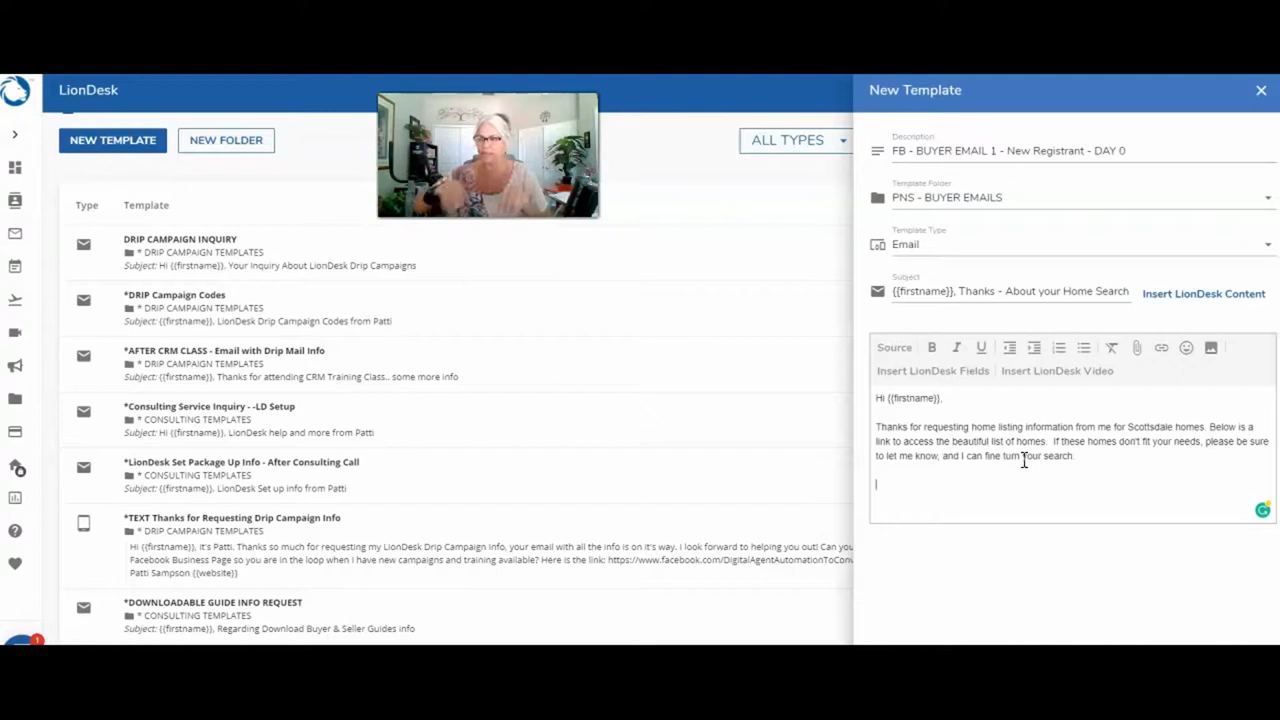 LionDesk
NEW TEMPLATE
NEW FOLDER
ALL TYPES
Type
Template
DRIP CAMPAIGN INQUIRY
* DRIP CAMPAIGN TEMPLATES
Subject: Hi {{firstname}}, Your Inquiry About LionDesk Drip Campaigns
*DRIP Campaign Codes
* DRIP CAMPAIGN TEMPLATES
Subject: {{firstname}}, LionDesk Drip Campaign Codes from Patti
*AFTER CRM CLASS - Email with Drip Mail Info
* DRIP CAMPAIGN TEMPLATES
Subject: {{firstname}}, Thanks for attending CRM Training Class.. some more info
*Consulting Service Inquiry - -LD Setup
* CONSULTING TEMPLATES
Subject: Hi {{firstname}}, LionDesk help and more from Patti
*LionDesk Set Package Up Info - After Consulting Call
* CONSULTING TEMPLATES
Subject: {{firstname}}. LionDesk Set up info from Patti
*TEXT Thanks for Requesting Drip Campaign Info
* DRIP CAMPAIGN TEMPLATES
Hi {{firstname}}, It's Patti. Thanks so much for requesting my LionDesk Drip Campaign Info, your email with all the info is on it's way. I look forward to helping you out! Can you
Facebook Business Page so you are in the loop when I have new campaigns and training available? Here is the link: https://www.facebook.com/DigitalAgentAutomationToConv
Patti Sampson {{website}}
*DOWNLOADABLE GUIDE INFO REQUEST
* CONSULTING TEMPLATES
Subject: {{firstname}}, Regarding Download Buyer & Seller Guides info
1
New Template
Description
FB - BUYER EMAIL 1 - New Registrant - DAY 0
Template Folder
PNS - BUYER EMAILS
Template Type
Email
Subject
{{firstname}}, Thanks - About your Home Search
Insert LionDesk Content
Source B I U
Insert LionDesk Fields
Insert LionDesk Video
Hi {{firstname}},
Thanks for requesting home listing information from me for Scottsdale homes. Below is a
link to access the beautiful list of homes. If these homes don't fit your needs, please be sure
to let me know, and I can fine turn your search.